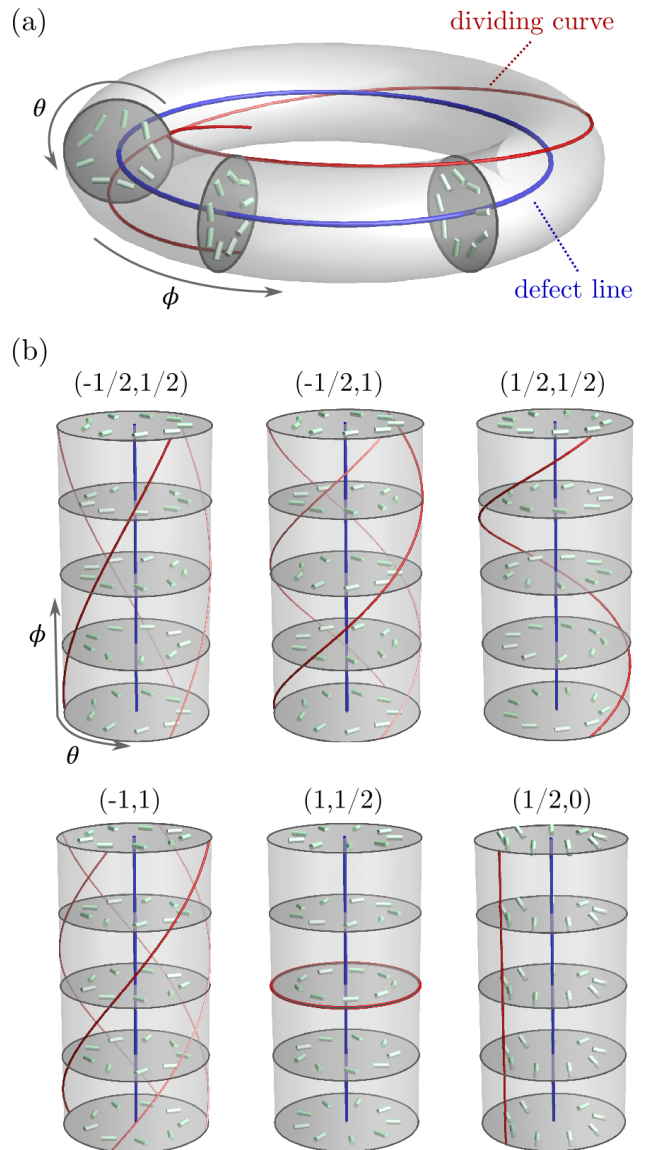 (a)
dividing curve
θ
defect line
ϕ
(b)
(-1/2,1/2) (-1/2,1) (1/2,1/2)
ϕ
θ
(-1,1) (1,1/2) (1/2,0)